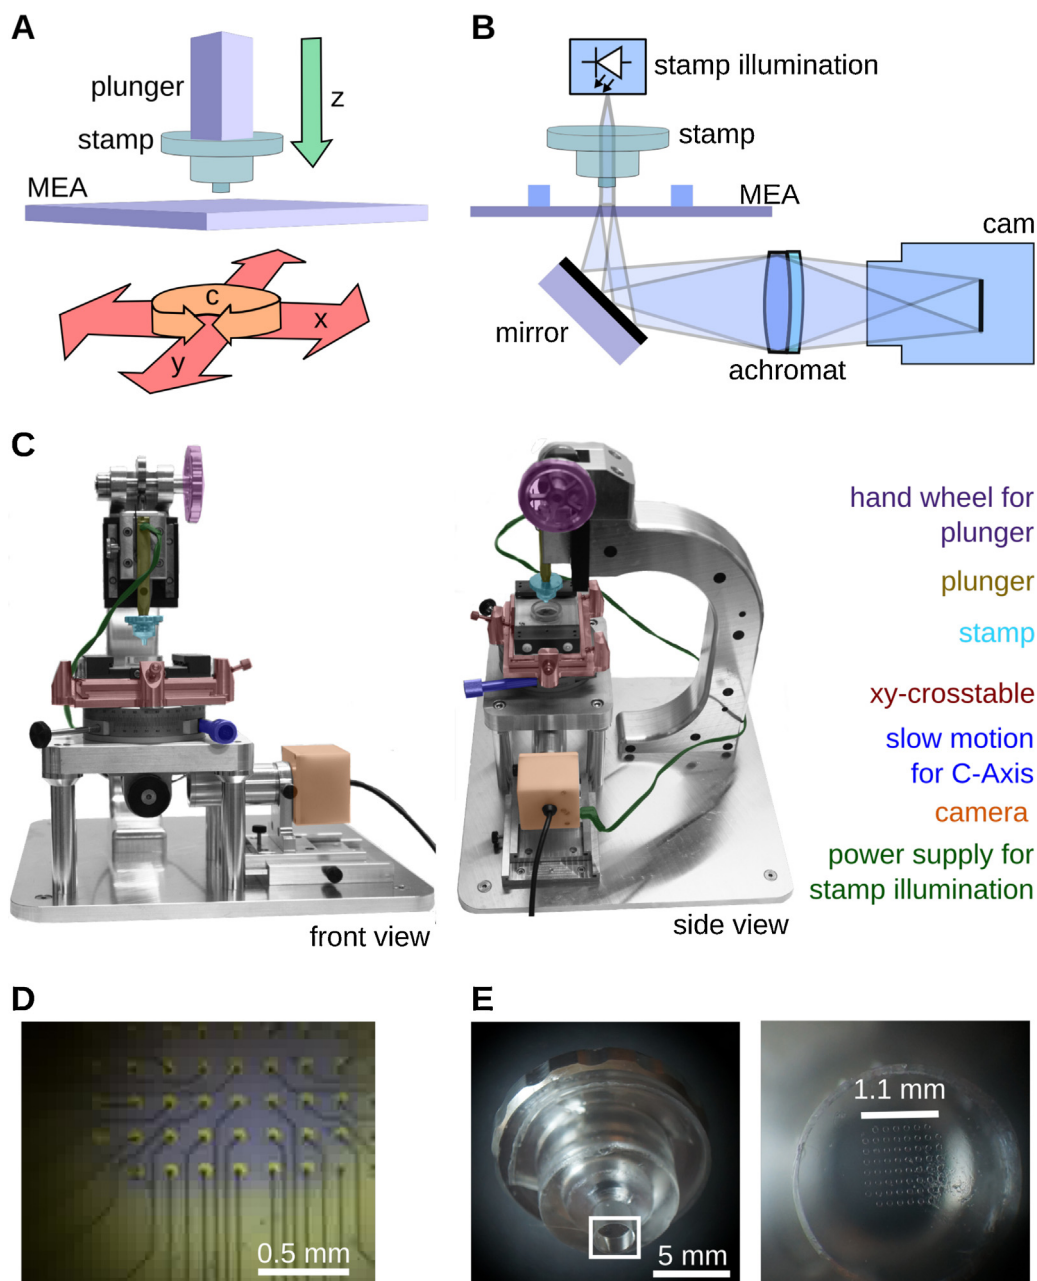 A
plunger
z
stamp
MEA
c
x
y
B
stamp illumination
stamp
MEA
cam
mirror
achromat
C
hand wheel for
plunger
plunger
stamp
xy-crosstable
slow motion
for C-Axis
camera
power supply for
stamp illumination
front view
side view
D
0.5 mm
E
5 mm
1.1 mm